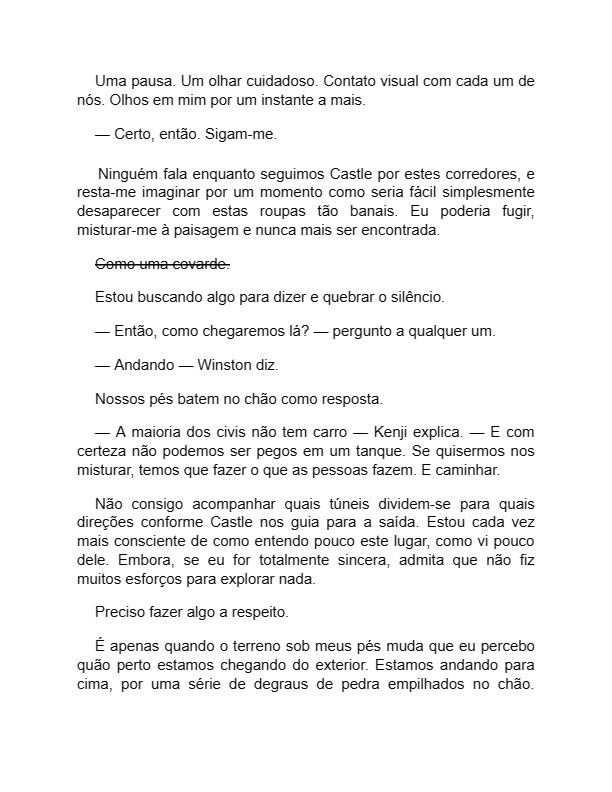 Uma pausa. Um olhar cuidadoso. Contato visual com cada um de
nós. Olhos em mim por um instante a mais.
— Certo, então. Sigam-me.
Ninguém fala enquanto seguimos Castle por estes corredores, e
resta-me imaginar por um momento como seria fácil simplesmente
desaparecer com estas roupas tão banais. Eu poderia fugir,
misturar-me à paisagem e nunca mais ser encontrada.
Como uma covarde.
Estou buscando algo para dizer e quebrar o silêncio.
— Então, como chegaremos lá? — pergunto a qualquer um.
— Andando — Winston diz.
Nossos pés batem no chão como resposta.
— A maioria dos civis não tem carro — Kenji explica. — E com
certeza não podemos ser pegos em um tanque. Se quisermos nos
misturar, temos que fazer o que as pessoas fazem. E caminhar.
Não consigo acompanhar quais túneis dividem-se para quais
direções conforme Castle nos guia para a saída. Estou cada vez
mais consciente de como entendo pouco este lugar, como vi pouco
dele. Embora, se eu for totalmente sincera, admita que não fiz
muitos esforços para explorar nada.
Preciso fazer algo a respeito.
É apenas quando o terreno sob meus pés muda que eu percebo
quão perto estamos chegando do exterior. Estamos andando para
cima, por uma série de degraus de pedra empilhados no chão.